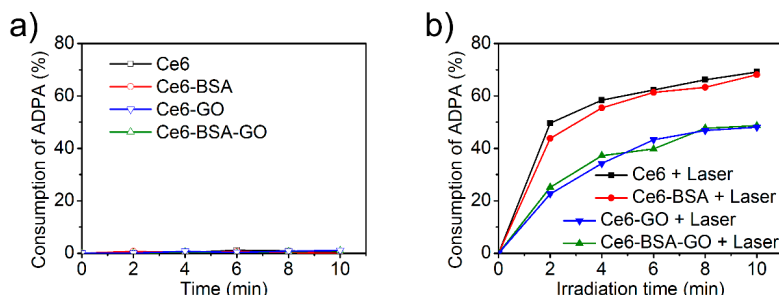 a)
Consumption of ADPA (%)
80
60
40
20
0
Ce6
Ce6-BSA
Ce6-GO
Ce6-BSA-GO
0 2 4 6 8 10
Time (min)
b)
Consumption of ADPA (%)
80
60
40
20
0
Ce6 + Laser
Ce6-BSA + Laser
Ce6-GO + Laser
Ce6-BSA-GO + Laser
0 2 4 6 8 10
Irradiation time (min)